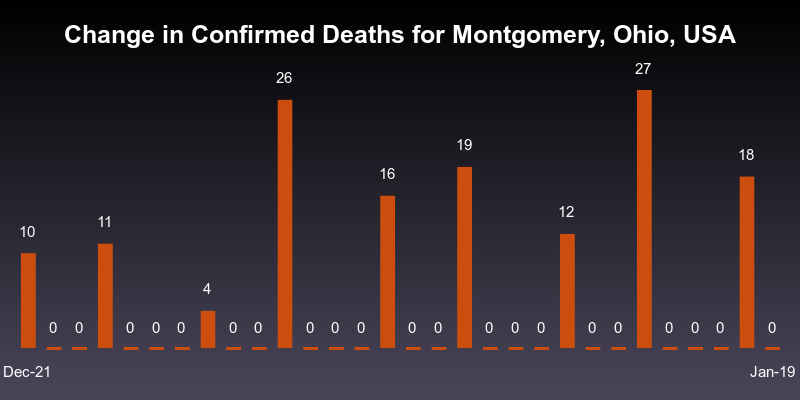 Change in Confirmed Deaths for Montgomery, Ohio, USA
10 0 0 11 0 0 0 4 0 0 26 0 0 0 16 0 0 19 0 0 0 12 0 0 27 0 0 0 18 0
Dec-21 Jan-19